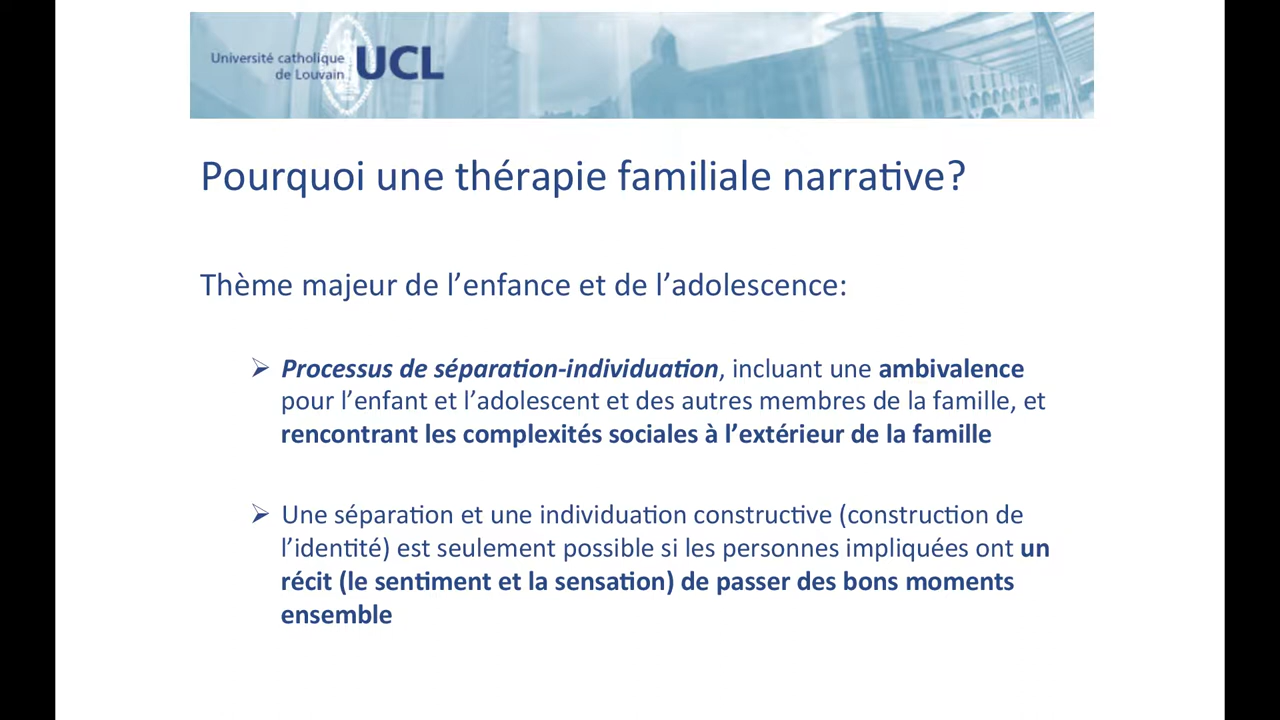 Université catholique
de Louvain
UCL
Pourquoi une thérapie familiale narrative?
Thème majeur de l’enfance et de l’adolescence:
➢ Processus de séparation-individuation, incluant une ambivalence
pour l’enfant et l’adolescent et des autres membres de la famille, et
rencontrant les complexités sociales à l’extérieur de la famille
➢ Une séparation et une individuation constructive (construction de
l’identité) est seulement possible si les personnes impliquées ont un
récit (le sentiment et la sensation) de passer des bons moments
ensemble